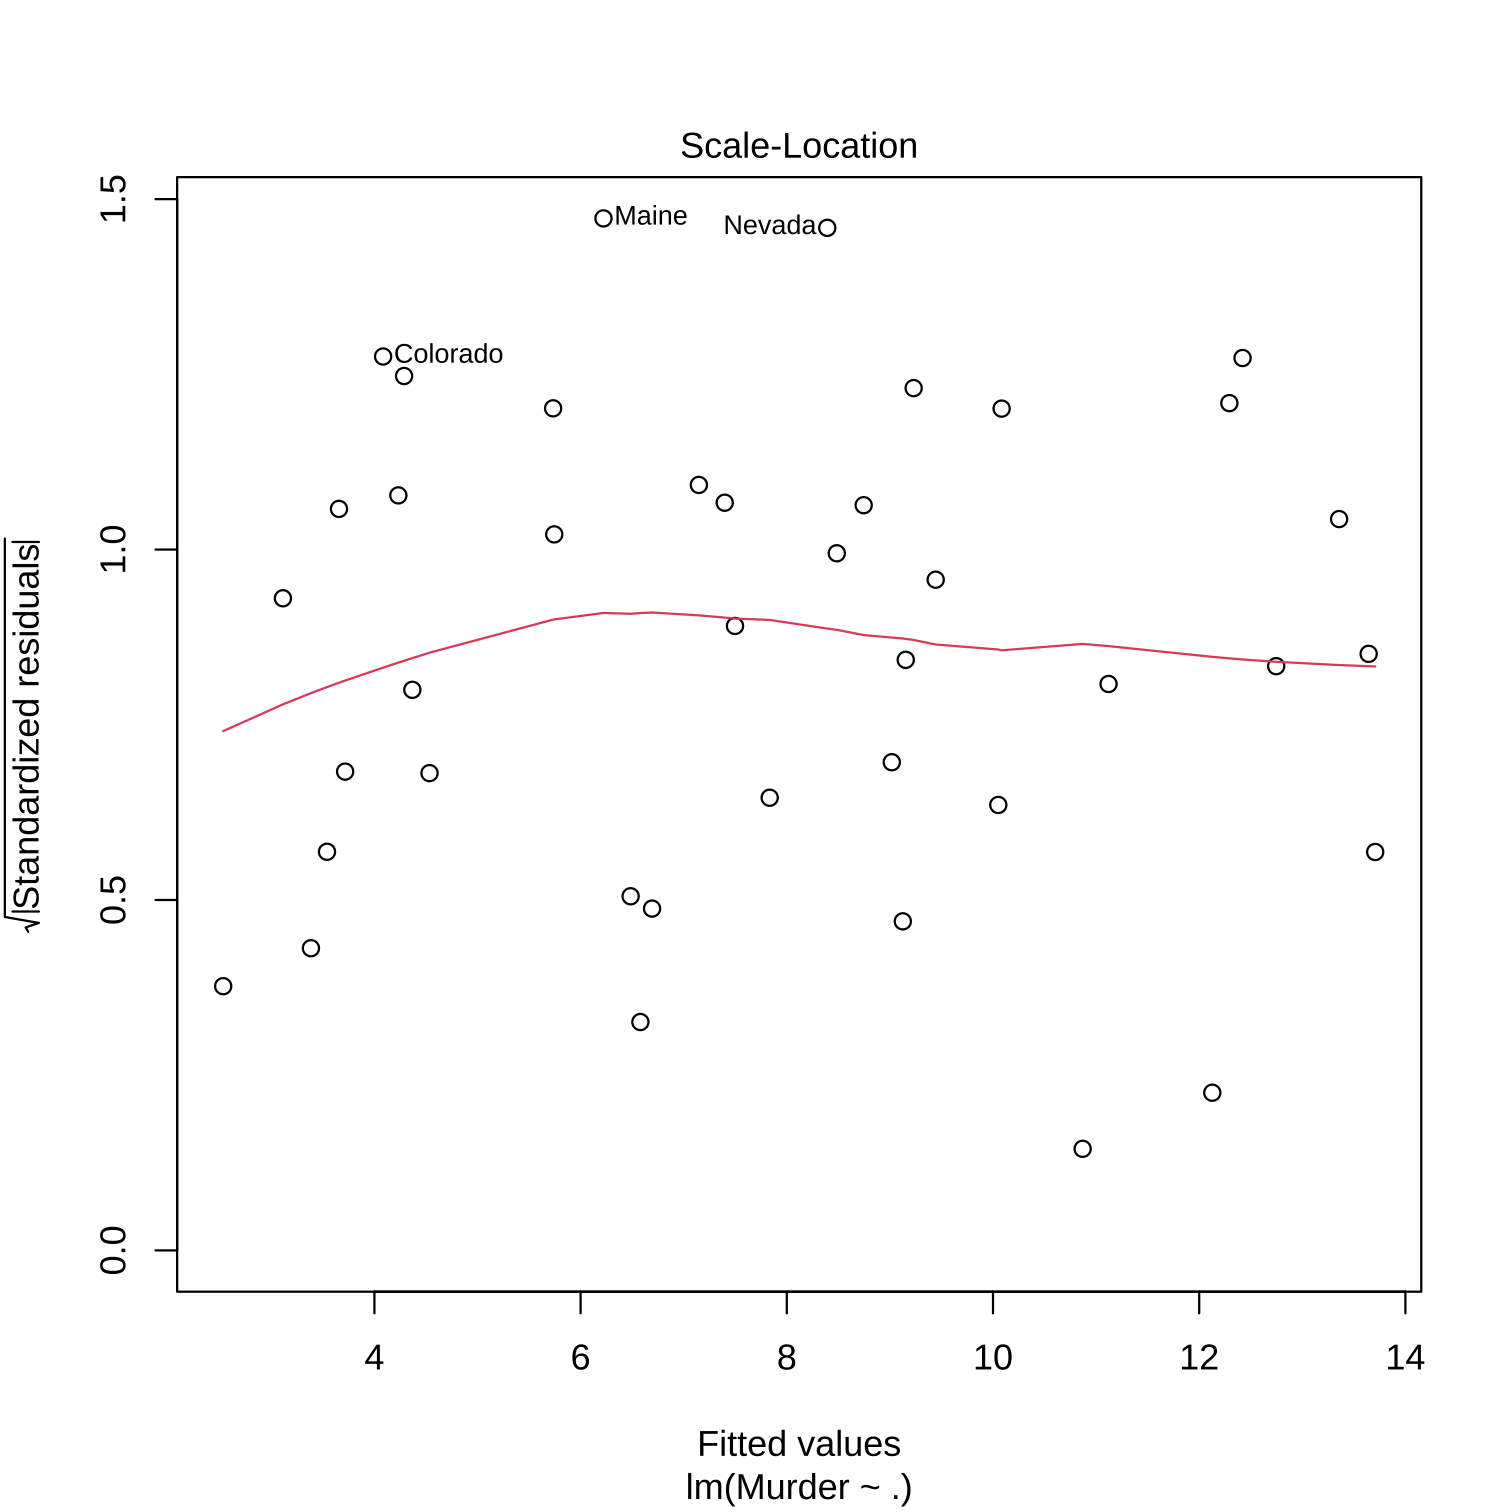 Scale-Location
1.5
1.0
0.5
0.0
√|Standardized residuals|
Maine
Nevada
Colorado
4 6 8 10 12 14
Fitted values
lm(Murder ~ .)